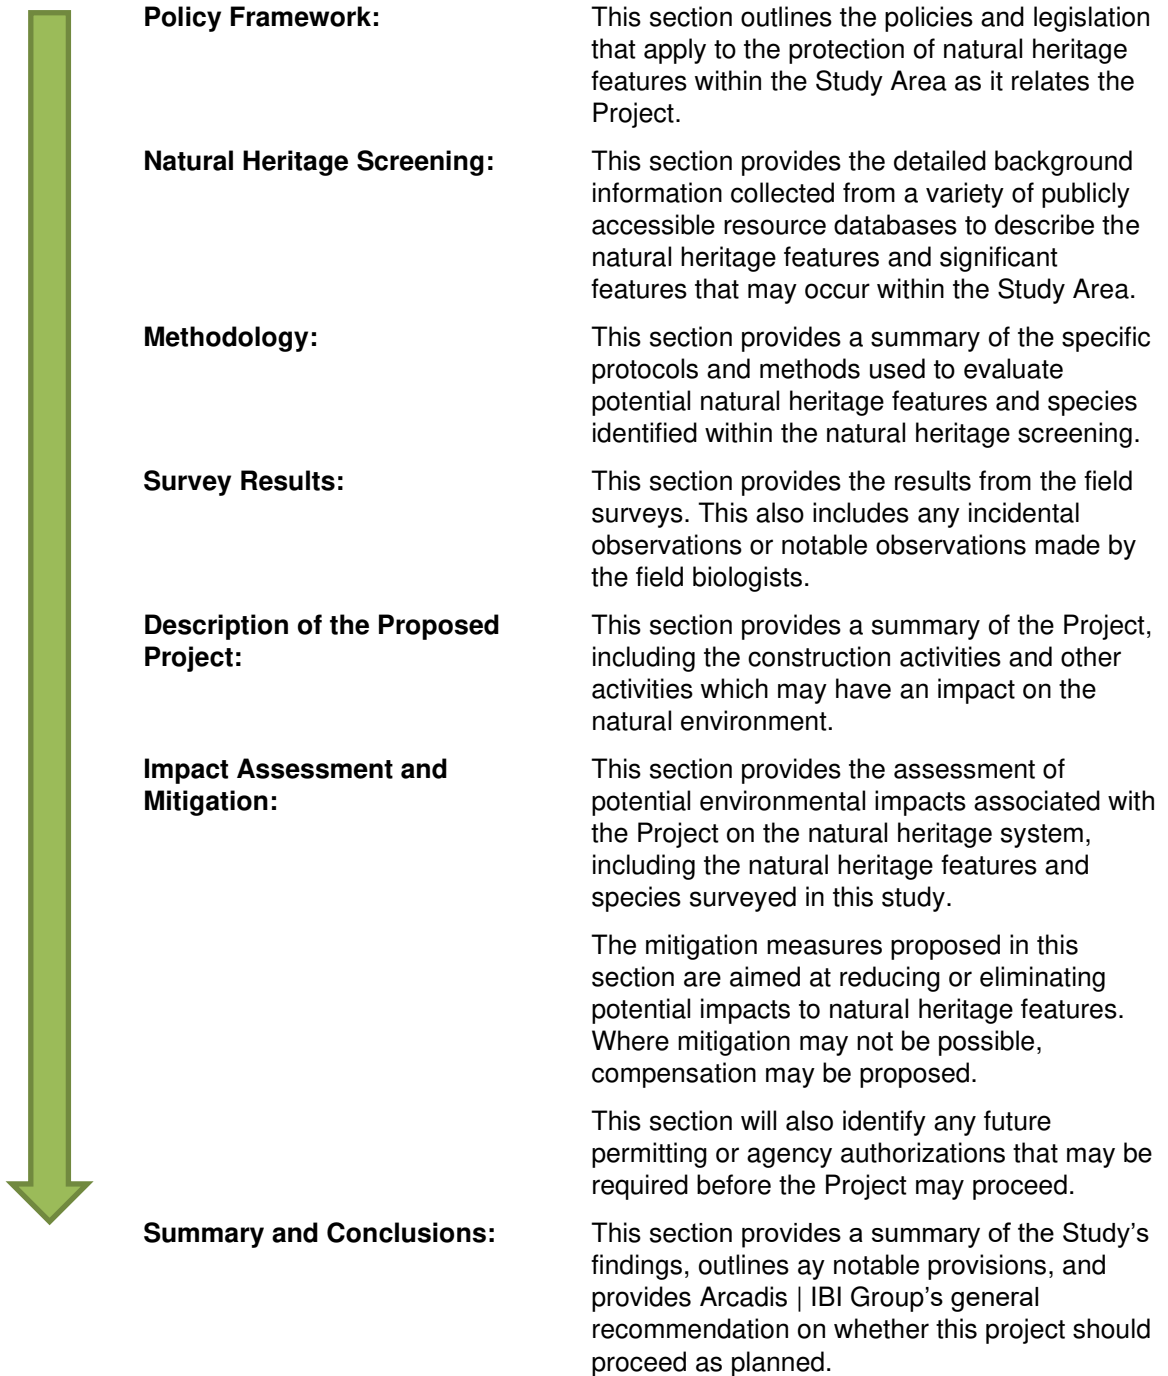 Policy Framework:
This section outlines the policies and legislation
that apply to the protection of natural heritage
features within the Study Area as it relates the
Project.
Natural Heritage Screening:
This section provides the detailed background
information collected from a variety of publicly
accessible resource databases to describe the
natural heritage features and significant
features that may occur within the Study Area.
Methodology:
This section provides a summary of the specific
protocols and methods used to evaluate
potential natural heritage features and species
identified within the natural heritage screening.
Survey Results:
This section provides the results from the field
surveys. This also includes any incidental
observations or notable observations made by
the field biologists.
Description of the Proposed
Project:
This section provides a summary of the Project,
including the construction activities and other
activities which may have an impact on the
natural environment.
Impact Assessment and
Mitigation:
This section provides the assessment of
potential environmental impacts associated with
the Project on the natural heritage system,
including the natural heritage features and
species surveyed in this study.
The mitigation measures proposed in this
section are aimed at reducing or eliminating
potential impacts to natural heritage features.
Where mitigation may not be possible,
compensation may be proposed.
This section will also identify any future
permitting or agency authorizations that may be
required before the Project may proceed.
Summary and Conclusions:
This section provides a summary of the Study’s
findings, outlines ay notable provisions, and
provides Arcadis | IBI Group’s general
recommendation on whether this project should
proceed as planned.